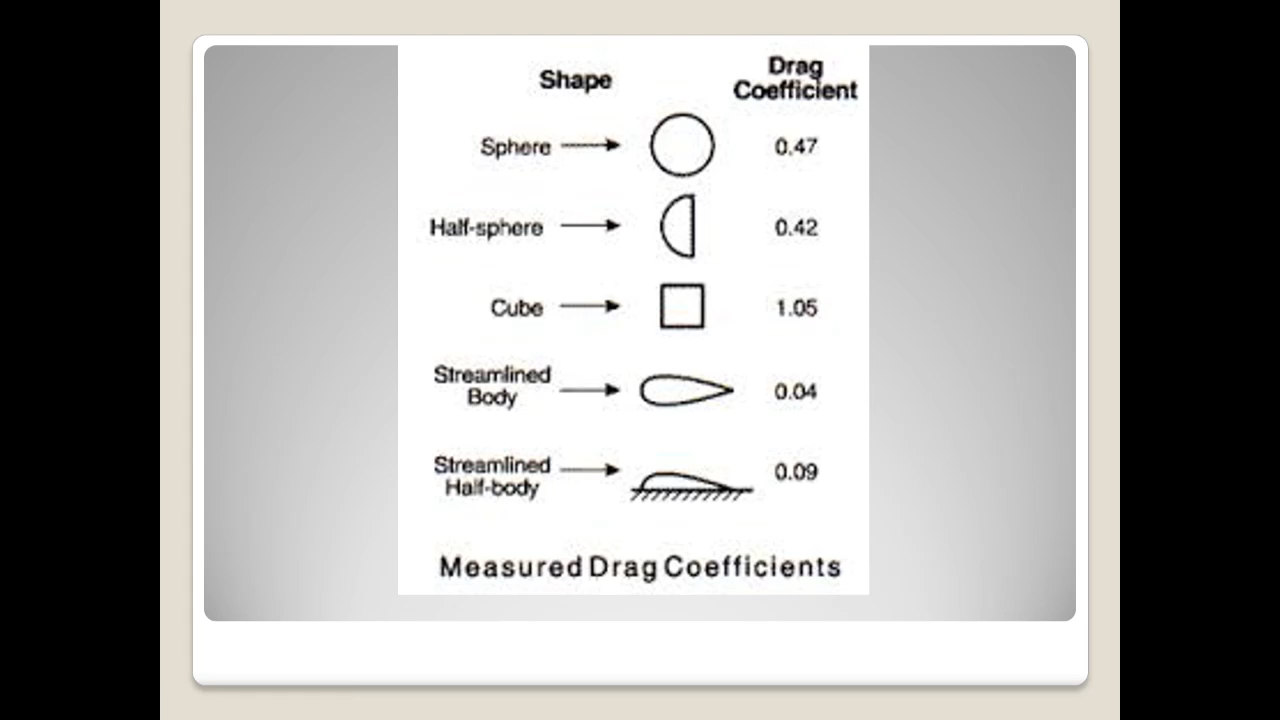 Shape
Drag
Coefficient
Sphere 0.47
Half-sphere 0.42
Cube 1.05
Streamlined
Body
0.04
Streamlined
Half-body
0.09
Measured Drag Coefficients